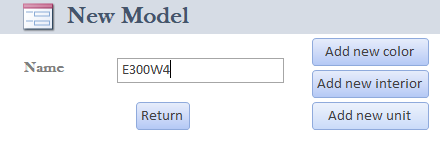 New Model
Add new color
Name
E300W4
Add new interior
Return
Add new unit